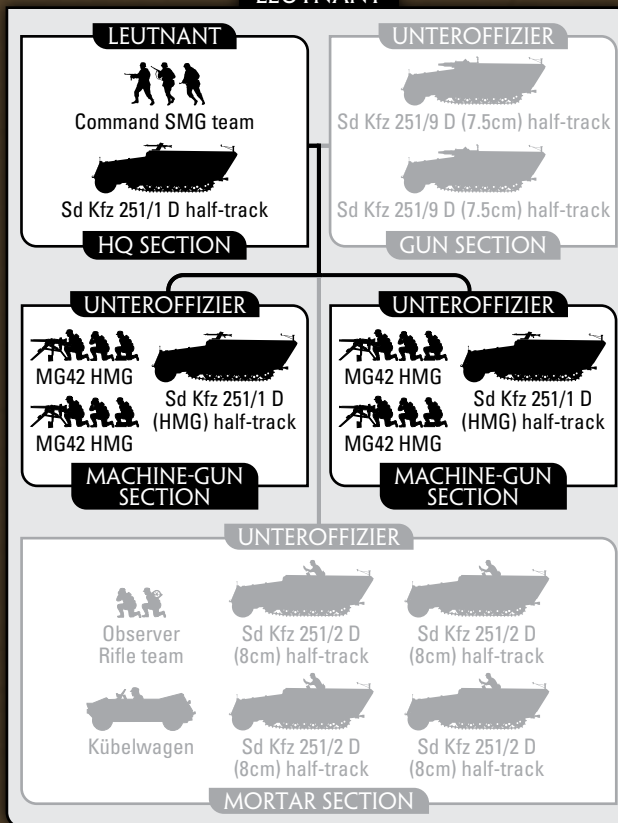 LEUTNANT
LEUTNANT
Command SMG team
Sd Kfz 251/1 D half-track
HQ SECTION
UNTEROFFIZIER
Sd Kfz 251/9 D (7.5cm) half-track
Sd Kfz 251/9 D (7.5cm) half-track
GUN SECTION
UNTEROFFIZIER
MG42 HMG
MG42 HMG
Sd Kfz 251/1 D
(HMG) half-track
MACHINE-GUN
SECTION
UNTEROFFIZIER
MG42 HMG
MG42 HMG
Sd Kfz 251/1 D
(HMG) half-track
MACHINE-GUN
SECTION
UNTEROFFIZIER
Observer
Rifle team
Sd Kfz 251/2 D
(8cm) half-track
Sd Kfz 251/2 D
(8cm) half-track
Kübelwagen
Sd Kfz 251/2 D
(8cm) half-track
Sd Kfz 251/2 D
(8cm) half-track
MORTAR SECTION